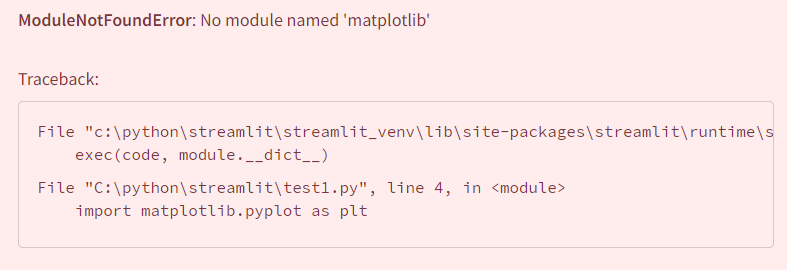 ModuleNotFoundError: No module named 'matplotlib'
Traceback:
File "c:\python\streamlit\streamlit_venv\lib\site-packages\streamlit\runtime\s
exec(code, module.__dict__)
File "C:\python\streamlit\test1.py", line 4, in <module>
import matplotlib.pyplot as plt